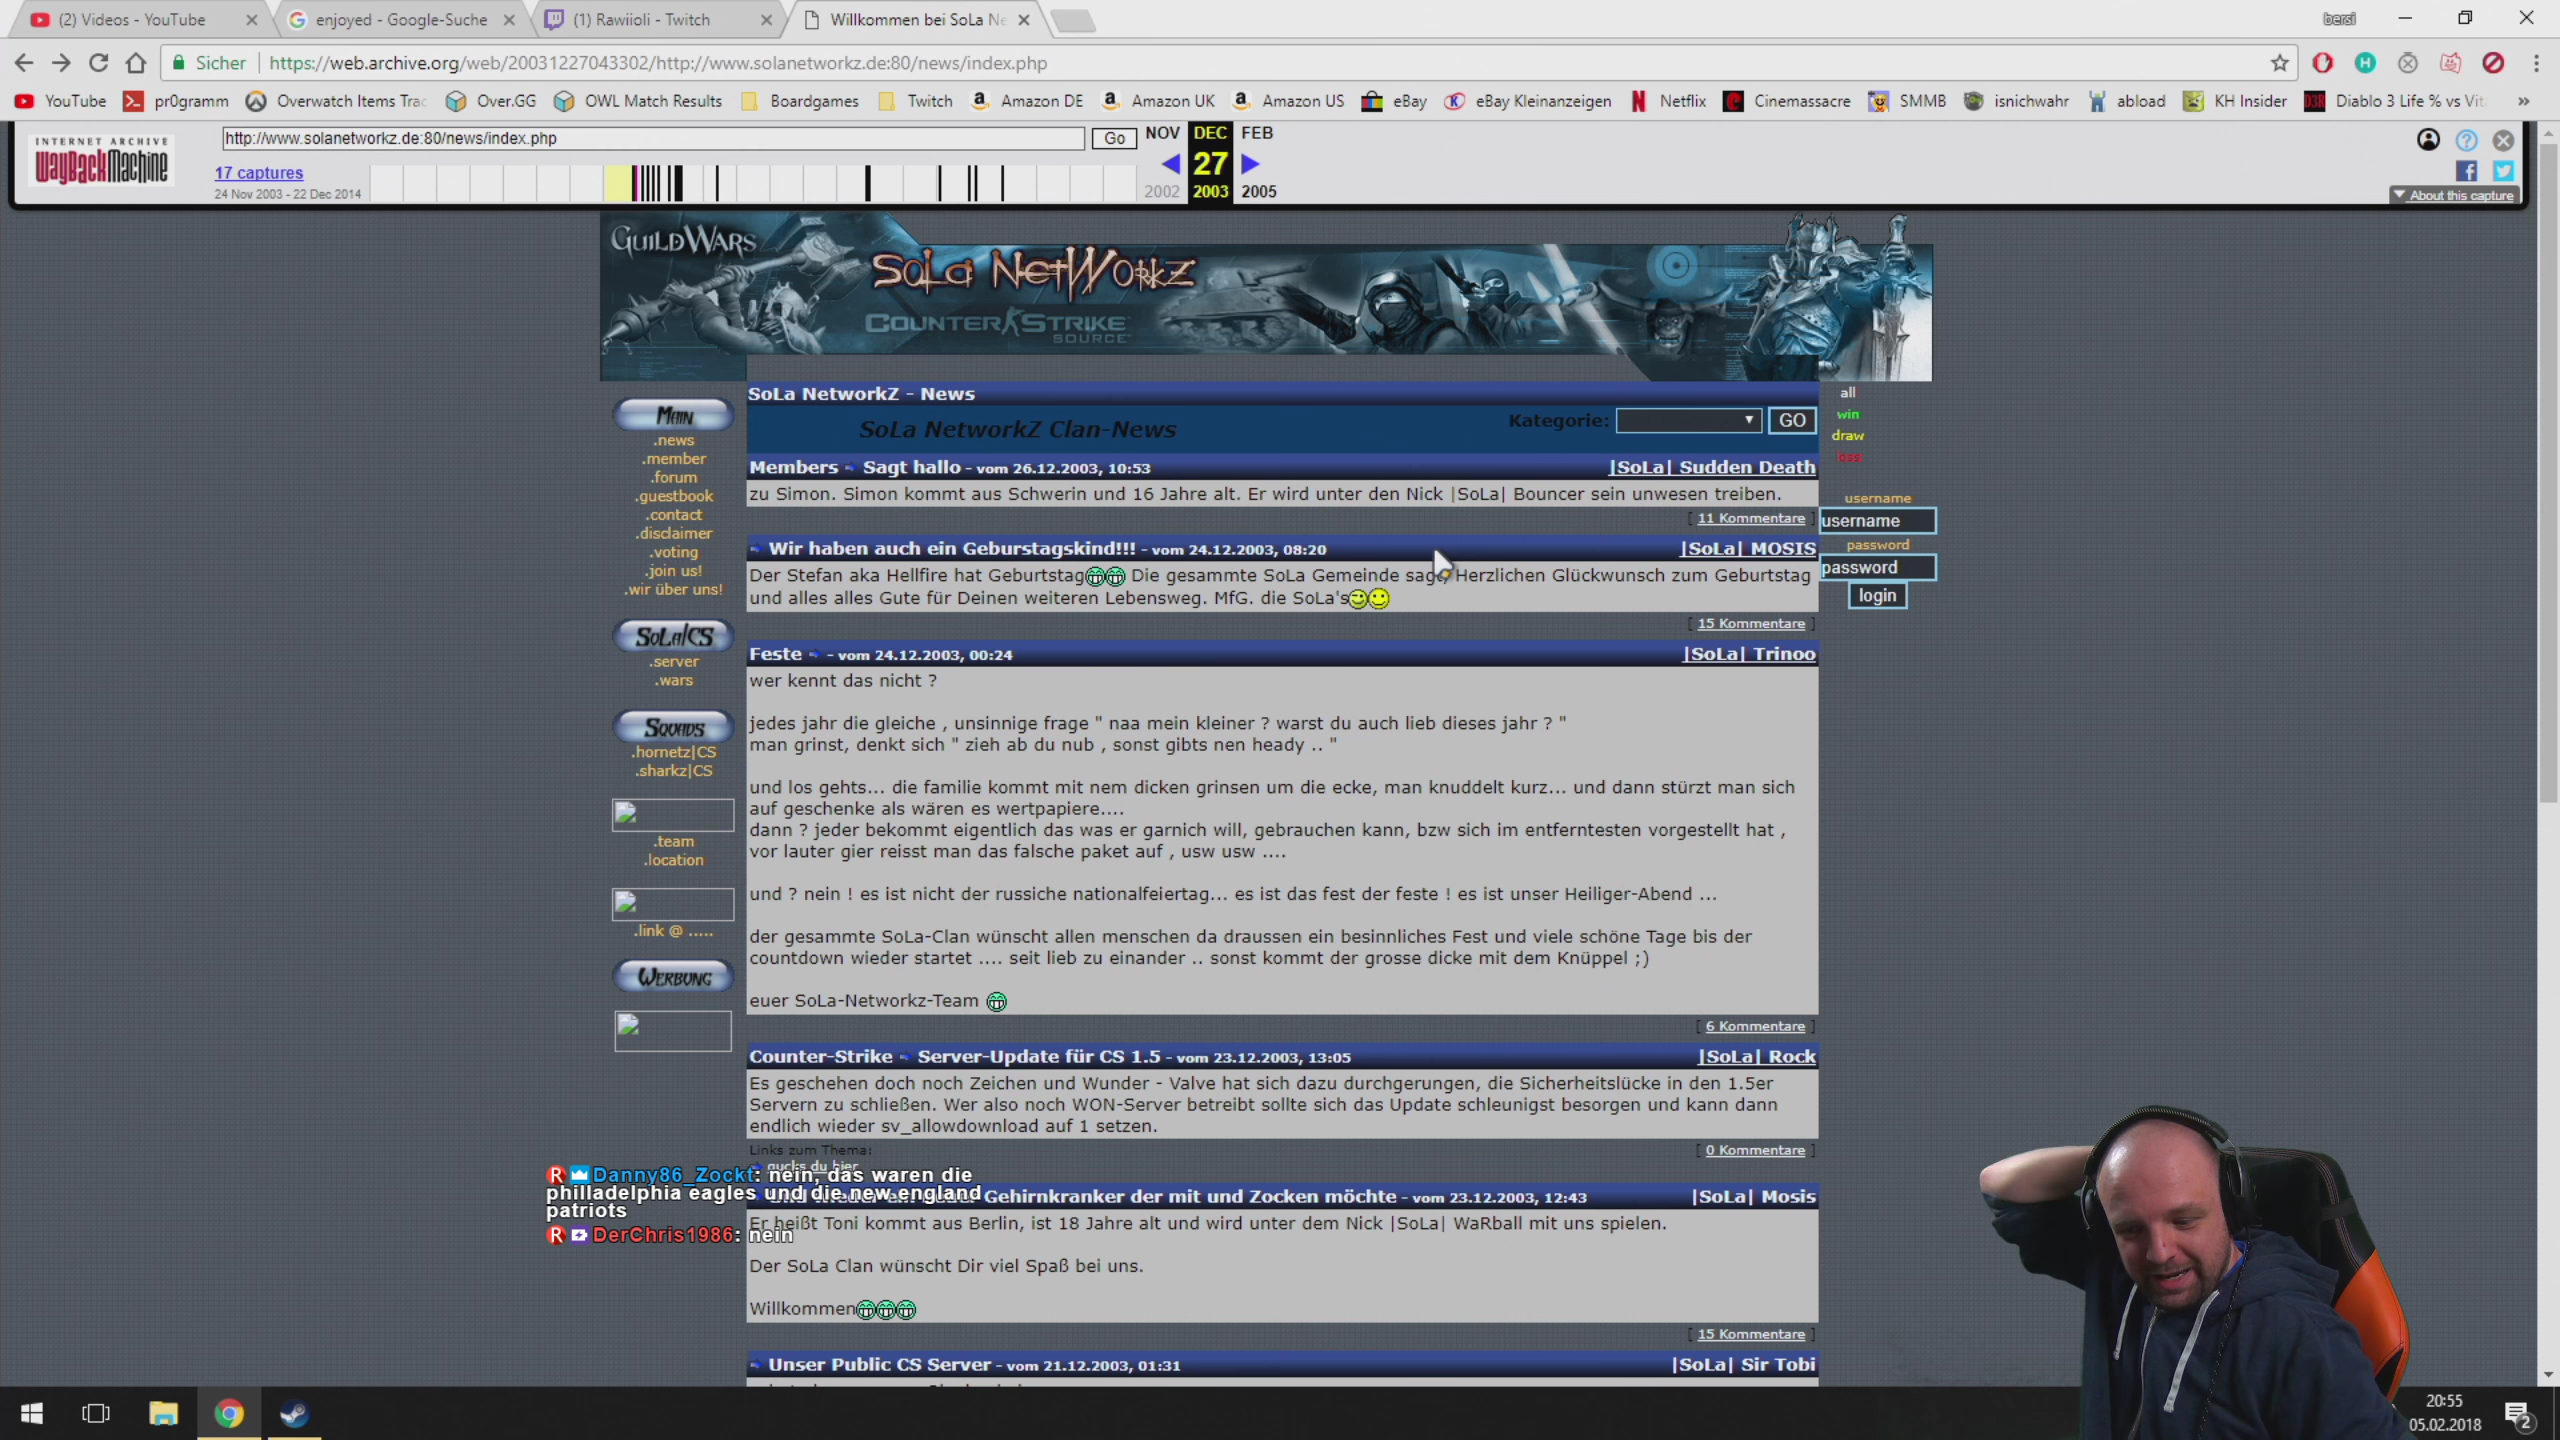 (2) Videos - YouTube
enjoyed - Google-Suche
(1) Rawiioli - Twitch
Willkommen bei SoLa Ne
bersi
Sicher
https://web.archive.org/web/20031227043302/http://www.solanetworkz.de:80/news/index.php
YouTube
pr0gramm
Overwatch Items Trac
Over.GG
OWL Match Results
Boardgames
Twitch
Amazon DE
Amazon UK
Amazon US
eBay
eBay Kleinanzeigen
Netflix
Cinemassacre
SMMB
isnichwahr
abload
KH Insider
Diablo 3 Life % vs Vit
INTERNET ARCHIVE
WayBackMachine
http://www.solanetworkz.de:80/news/index.php
Go
NOV DEC FEB
27
2002 2003 2005
17 captures
24 Nov 2003 - 22 Dec 2014
About this capture
GUILDWARS
SoLa NetWorkz
COUNTER STRIKE
SOURCE
Main
.news
.member
.forum
.guestbook
.contact
.disclaimer
.voting
.join us!
.wir über uns!
SoLa/CS
.server
.wars
Squads
.hornetz|CS
.sharkz|CS
.team
.location
.link @ .....
Werbung
SoLa NetworkZ - News
SoLa NetworkZ Clan-News
Kategorie:
GO
Members Sagt hallo - vom 26.12.2003, 10:53 |SoLa| Sudden Death
zu Simon. Simon kommt aus Schwerin und 16 Jahre alt. Er wird unter den Nick |SoLa| Bouncer sein unwesen treiben.
[ 11 Kommentare ]
Wir haben auch ein Geburstagskind!!! - vom 24.12.2003, 08:20 |SoLa| MOSIS
Der Stefan aka Hellfire hat Geburtstag Die gesammte SoLa Gemeinde sagt Herzlichen Glückwunsch zum Geburtstag
und alles alles Gute für Deinen weiteren Lebensweg. MfG. die SoLa's
[ 15 Kommentare ]
Feste - vom 24.12.2003, 00:24 |SoLa| Trinoo
wer kennt das nicht ?
jedes jahr die gleiche , unsinnige frage " naa mein kleiner ? warst du auch lieb dieses jahr ? "
man grinst, denkt sich " zieh ab du nub , sonst gibts nen heady .. "
und los gehts... die familie kommt mit nem dicken grinsen um die ecke, man knuddelt kurz... und dann stürzt man sich
auf geschenke als wären es wertpapiere....
dann ? jeder bekommt eigentlich das was er garnich will, gebrauchen kann, bzw sich im entferntesten vorgestellt hat ,
vor lauter gier reisst man das falsche paket auf , usw usw ....
und ? nein ! es ist nicht der russiche nationalfeiertag... es ist das fest der feste ! es ist unser Heiliger-Abend ...
der gesammte SoLa-Clan wünscht allen menschen da draussen ein besinnliches Fest und viele schöne Tage bis der
countdown wieder startet .... seit lieb zu einander .. sonst kommt der grosse dicke mit dem Knüppel ;)
euer SoLa-Networkz-Team
[ 6 Kommentare ]
Counter-Strike Server-Update für CS 1.5 - vom 23.12.2003, 13:05 |SoLa| Rock
Es geschehen doch noch Zeichen und Wunder - Valve hat sich dazu durchgerungen, die Sicherheitslücke in den 1.5er
Servern zu schließen. Wer also noch WON-Server betreibt sollte sich das Update schleunigst besorgen und kann dann
endlich wieder sv_allowdownload auf 1 setzen.
Links zum Thema: [ 0 Kommentare ]
gucks du hier
Gehirnkranker der mit und Zocken möchte - vom 23.12.2003, 12:43 |SoLa| Mosis
Er heißt Toni kommt aus Berlin, ist 18 Jahre alt und wird unter dem Nick |SoLa| WaRball mit uns spielen.
Der SoLa Clan wünscht Dir viel Spaß bei uns.
Willkommen
[ 15 Kommentare ]
Unser Public CS Server - vom 21.12.2003, 01:31 |SoLa| Sir Tobi
all
win
draw
loss
username
username
password
password
login
Danny86_Zockt: nein, das waren die
philladelphia eagles und die new england
patriots
DerChris1986: nein
20:55
05.02.2018
2